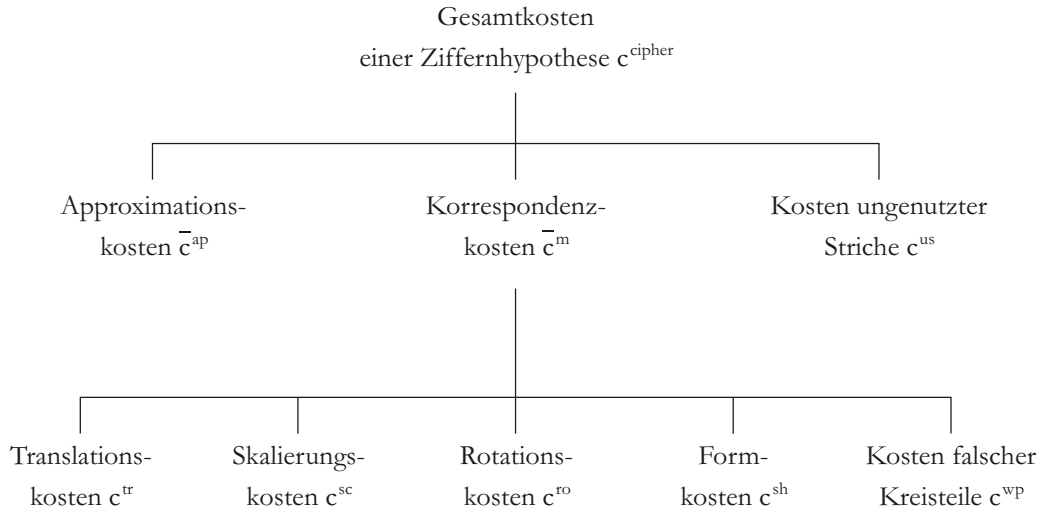 Gesamtkosten
einer Ziffernhypothese c^cipher
Approximations-
kosten c̅^ap
Korrespondenz-
kosten c̅^m
Kosten ungenutzter
Striche c^us
Translations-
kosten c^tr
Skalierungs-
kosten c^sc
Rotations-
kosten c^ro
Form-
kosten c^sh
Kosten falscher
Kreisteile c^wp